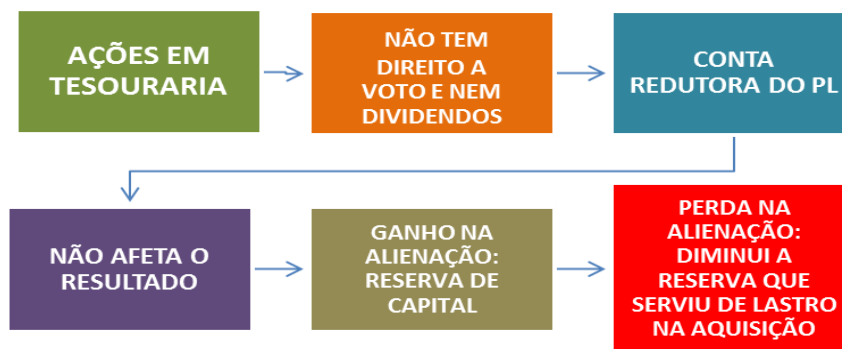 AÇÕES EM
TESOURARIA
NÃO TEM
DIREITO A
VOTO E NEM
DIVIDENDOS
CONTA
REDUTORA DO PL
NÃO AFETA O
RESULTADO
GANHO NA
ALIENAÇÃO:
RESERVA DE
CAPITAL
PERDA NA
ALIENAÇÃO:
DIMINUI A
RESERVA QUE
SERVIU DE LASTRO
NA AQUISIÇÃO